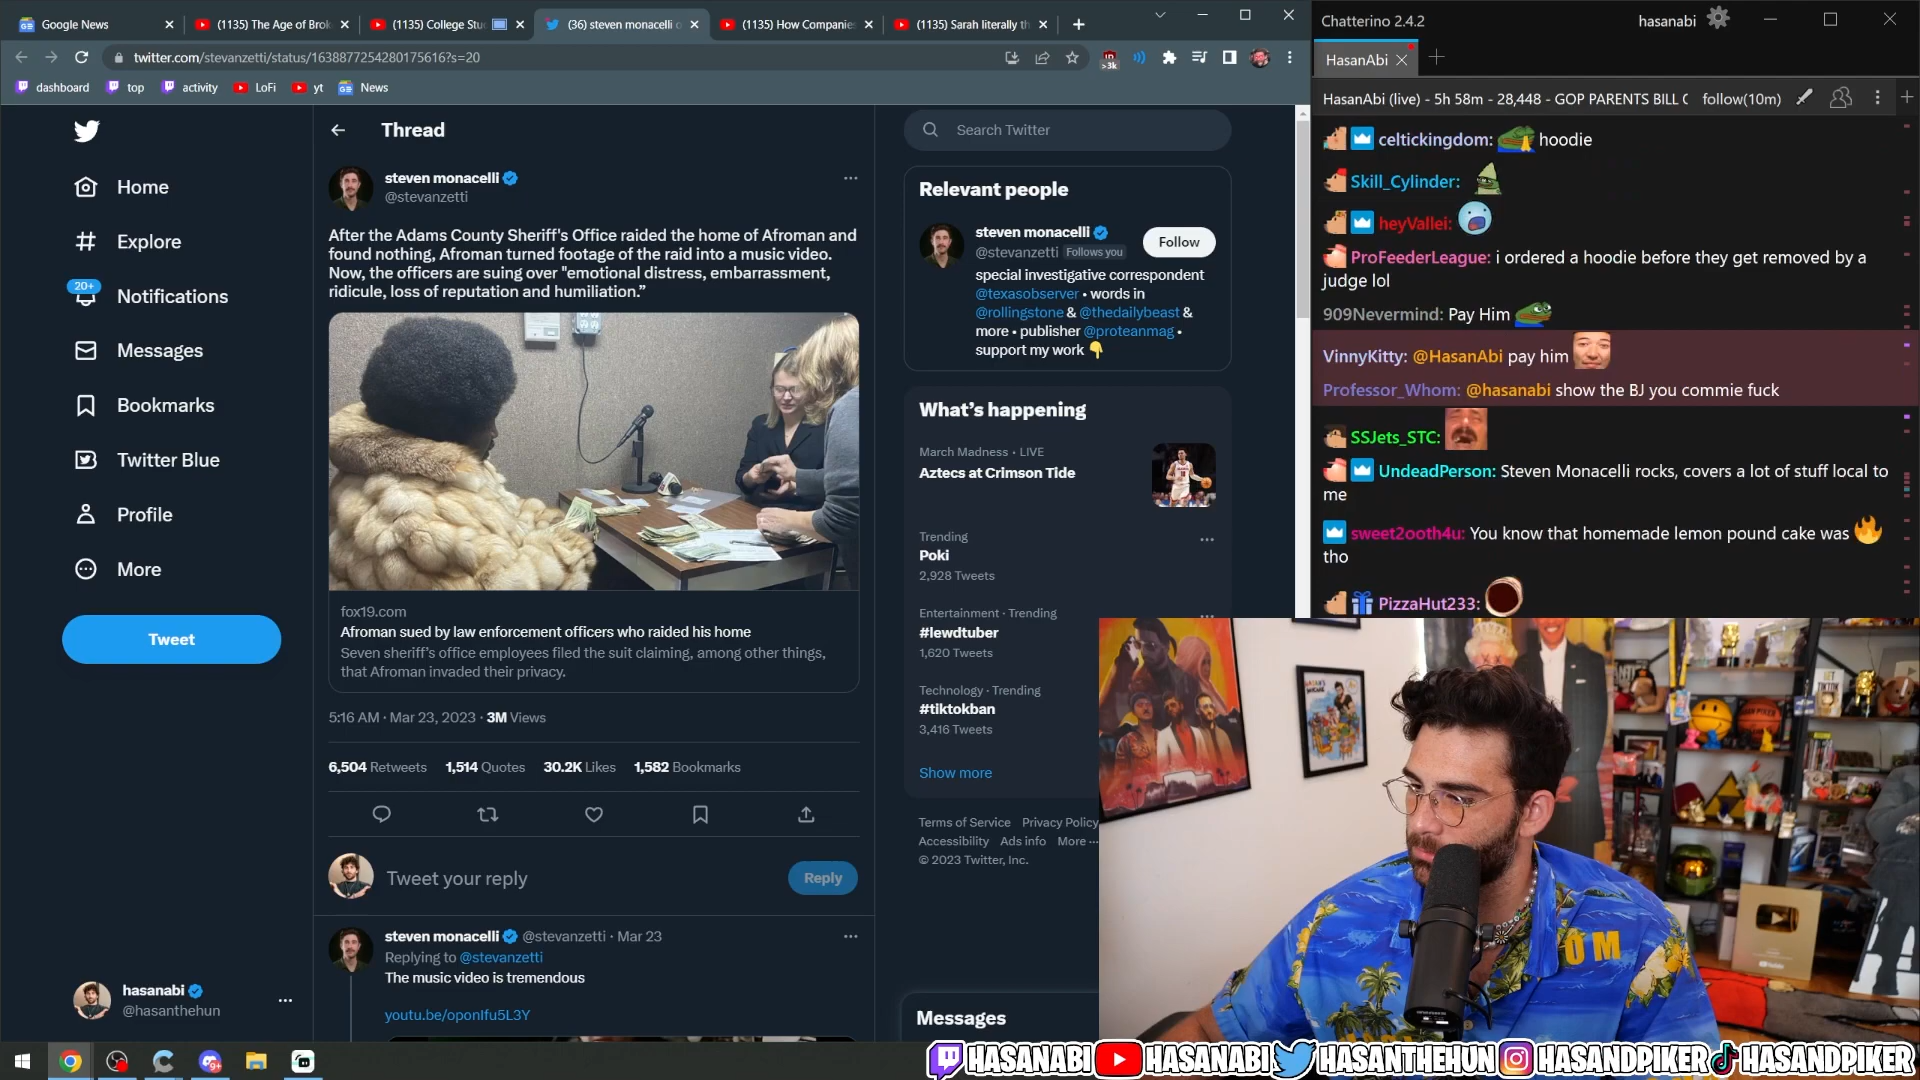 Google News
(1135) The Age of Brok
(1135) College Stu
(36) steven monacelli o
(1135) How Companies
(1135) Sarah literally th
twitter.com/stevanzetti/status/1638877254280175616?s=20
>3k
dashboard
top
activity
LoFi
yt
News
Thread
Home
Explore
20+
Notifications
Messages
Bookmarks
Twitter Blue
Profile
More
Tweet
hasanabi
@hasanthehun
steven monacelli
@stevanzetti
After the Adams County Sheriff's Office raided the home of Afroman and
found nothing, Afroman turned footage of the raid into a music video.
Now, the officers are suing over "emotional distress, embarrassment,
ridicule, loss of reputation and humiliation.”
fox19.com
Afroman sued by law enforcement officers who raided his home
Seven sheriff's office employees filed the suit claiming, among other things,
that Afroman invaded their privacy.
5:16 AM · Mar 23, 2023 · 3M Views
6,504 Retweets 1,514 Quotes 30.2K Likes 1,582 Bookmarks
Tweet your reply
Reply
steven monacelli @stevanzetti · Mar 23
Replying to @stevanzetti
The music video is tremendous
youtu.be/oponIfu5L3Y
Search Twitter
Relevant people
steven monacelli
@stevanzetti Follows you
Follow
special investigative correspondent
@texasobserver • words in
@rollingstone & @thedailybeast &
more • publisher @proteanmag •
support my work
What's happening
March Madness · LIVE
Aztecs at Crimson Tide
Trending
Poki
2,928 Tweets
Entertainment · Trending
#lewdtuber
1,620 Tweets
Technology · Trending
#tiktokban
3,416 Tweets
Show more
Terms of Service Privacy Policy
Accessibility Ads info More ···
© 2023 Twitter, Inc.
Messages
Chatterino 2.4.2
hasanabi
HasanAbi
HasanAbi (live) - 5h 58m - 28,448 - GOP PARENTS BILL C
follow(10m)
celtickingdom: hoodie
Skill_Cylinder:
heyVallei:
ProFeederLeague: i ordered a hoodie before they get removed by a
judge lol
909Nevermind: Pay Him
VinnyKitty: @HasanAbi pay him
Professor_Whom: @hasanabi show the BJ you commie fuck
SSJets_STC:
UndeadPerson: Steven Monacelli rocks, covers a lot of stuff local to
me
sweet2ooth4u: You know that homemade lemon pound cake was
tho
PizzaHut233:
OM
HASANABI HASANABI HASANTHEHUN HASANDPIKER HASANDPIKER